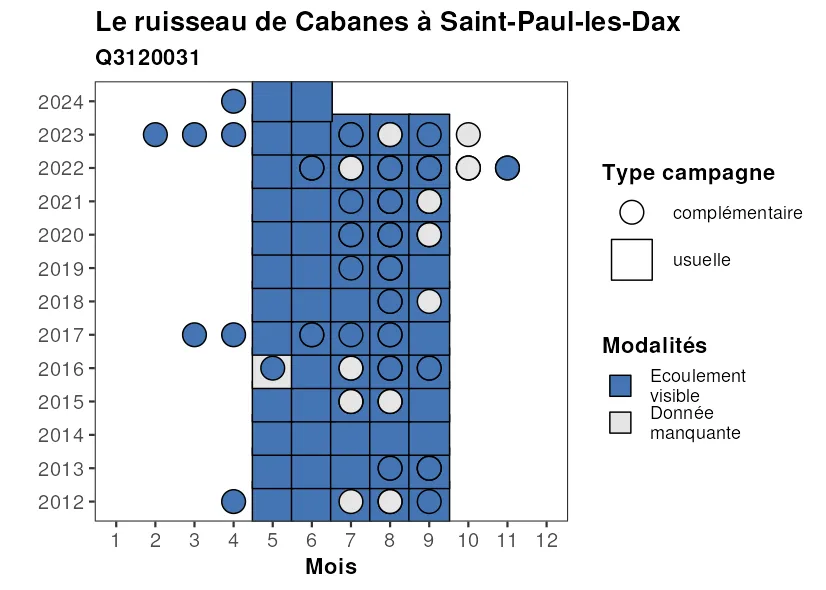 Le ruisseau de Cabanes à Saint-Paul-les-Dax
Q3120031
2024
2023
2022
2021
2020
2019
2018
2017
2016
2015
2014
2013
2012
1 2 3 4 5 6 7 8 9 10 11 12
Mois
Type campagne
complémentaire
usuelle
Modalités
Ecoulement
visible
Donnée
manquante